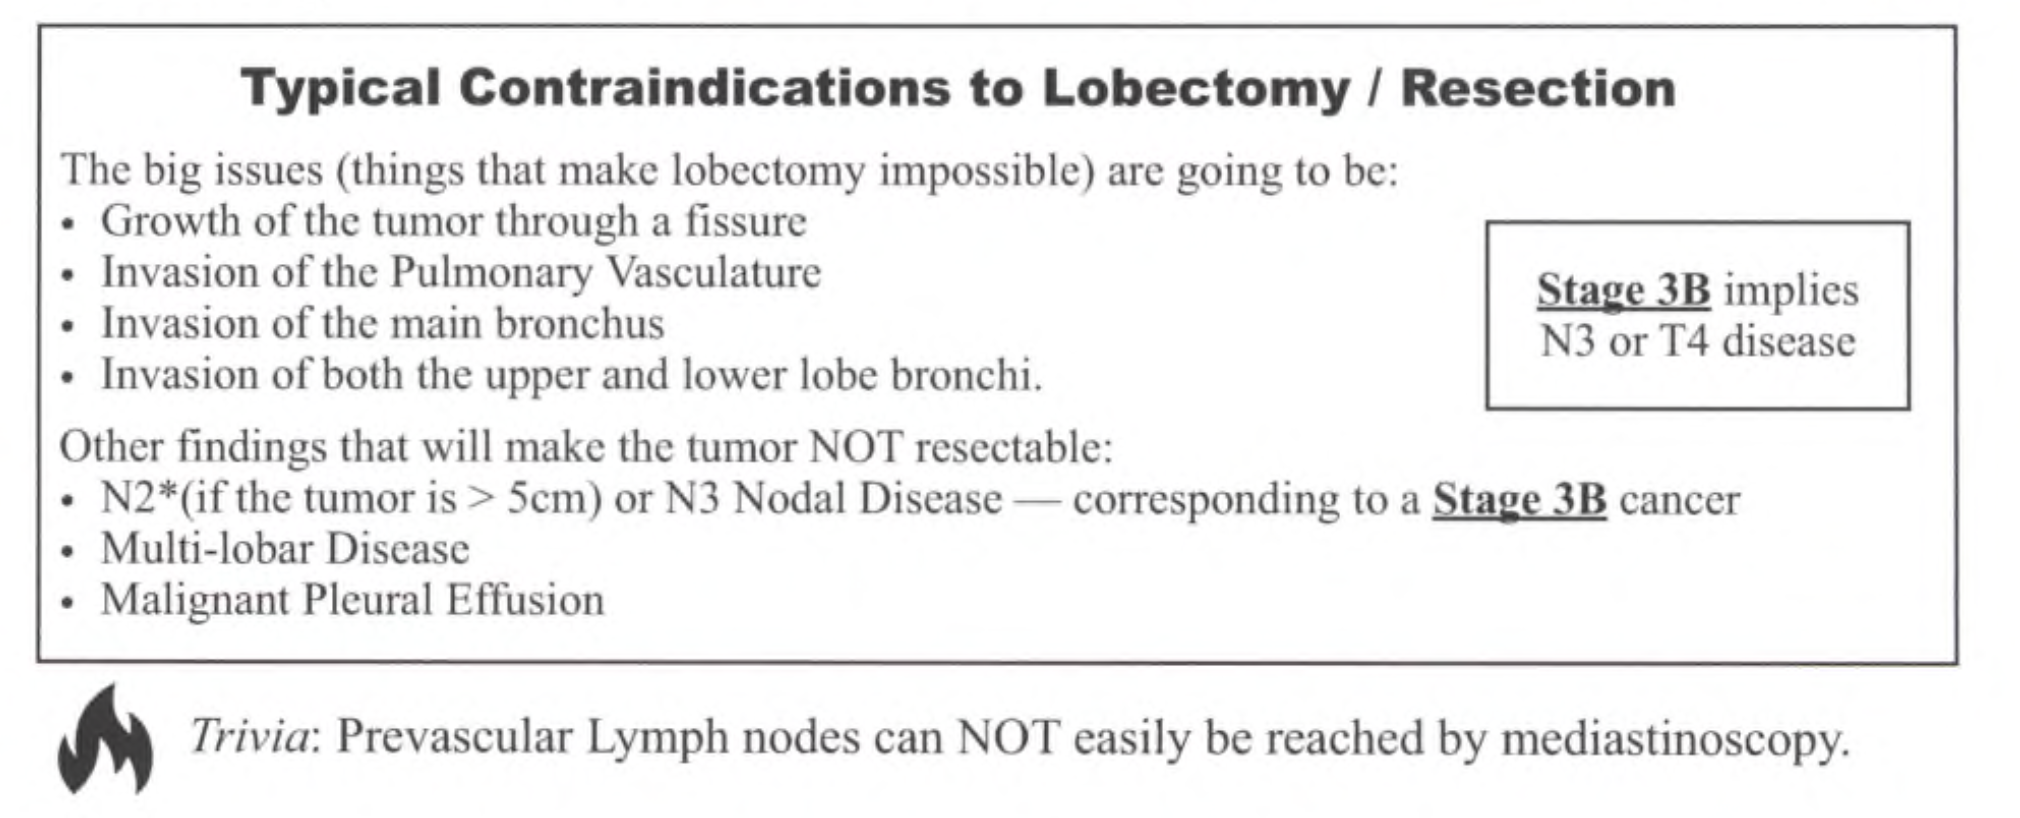 Typical Contraindications to Lobectomy / Resection
The big issues (things that make lobectomy impossible) are going to be:
• Growth of the tumor through a fissure
• Invasion of the Pulmonary Vasculature
• Invasion of the main bronchus
• Invasion of both the upper and lower lobe bronchi.
Stage 3B implies
N3 or T4 disease
Other findings that will make the tumor NOT resectable:
• N2*(if the tumor is > 5cm) or N3 Nodal Disease — corresponding to a Stage 3B cancer
• Multi-lobar Disease
• Malignant Pleural Effusion
Trivia: Prevascular Lymph nodes can NOT easily be reached by mediastinoscopy.